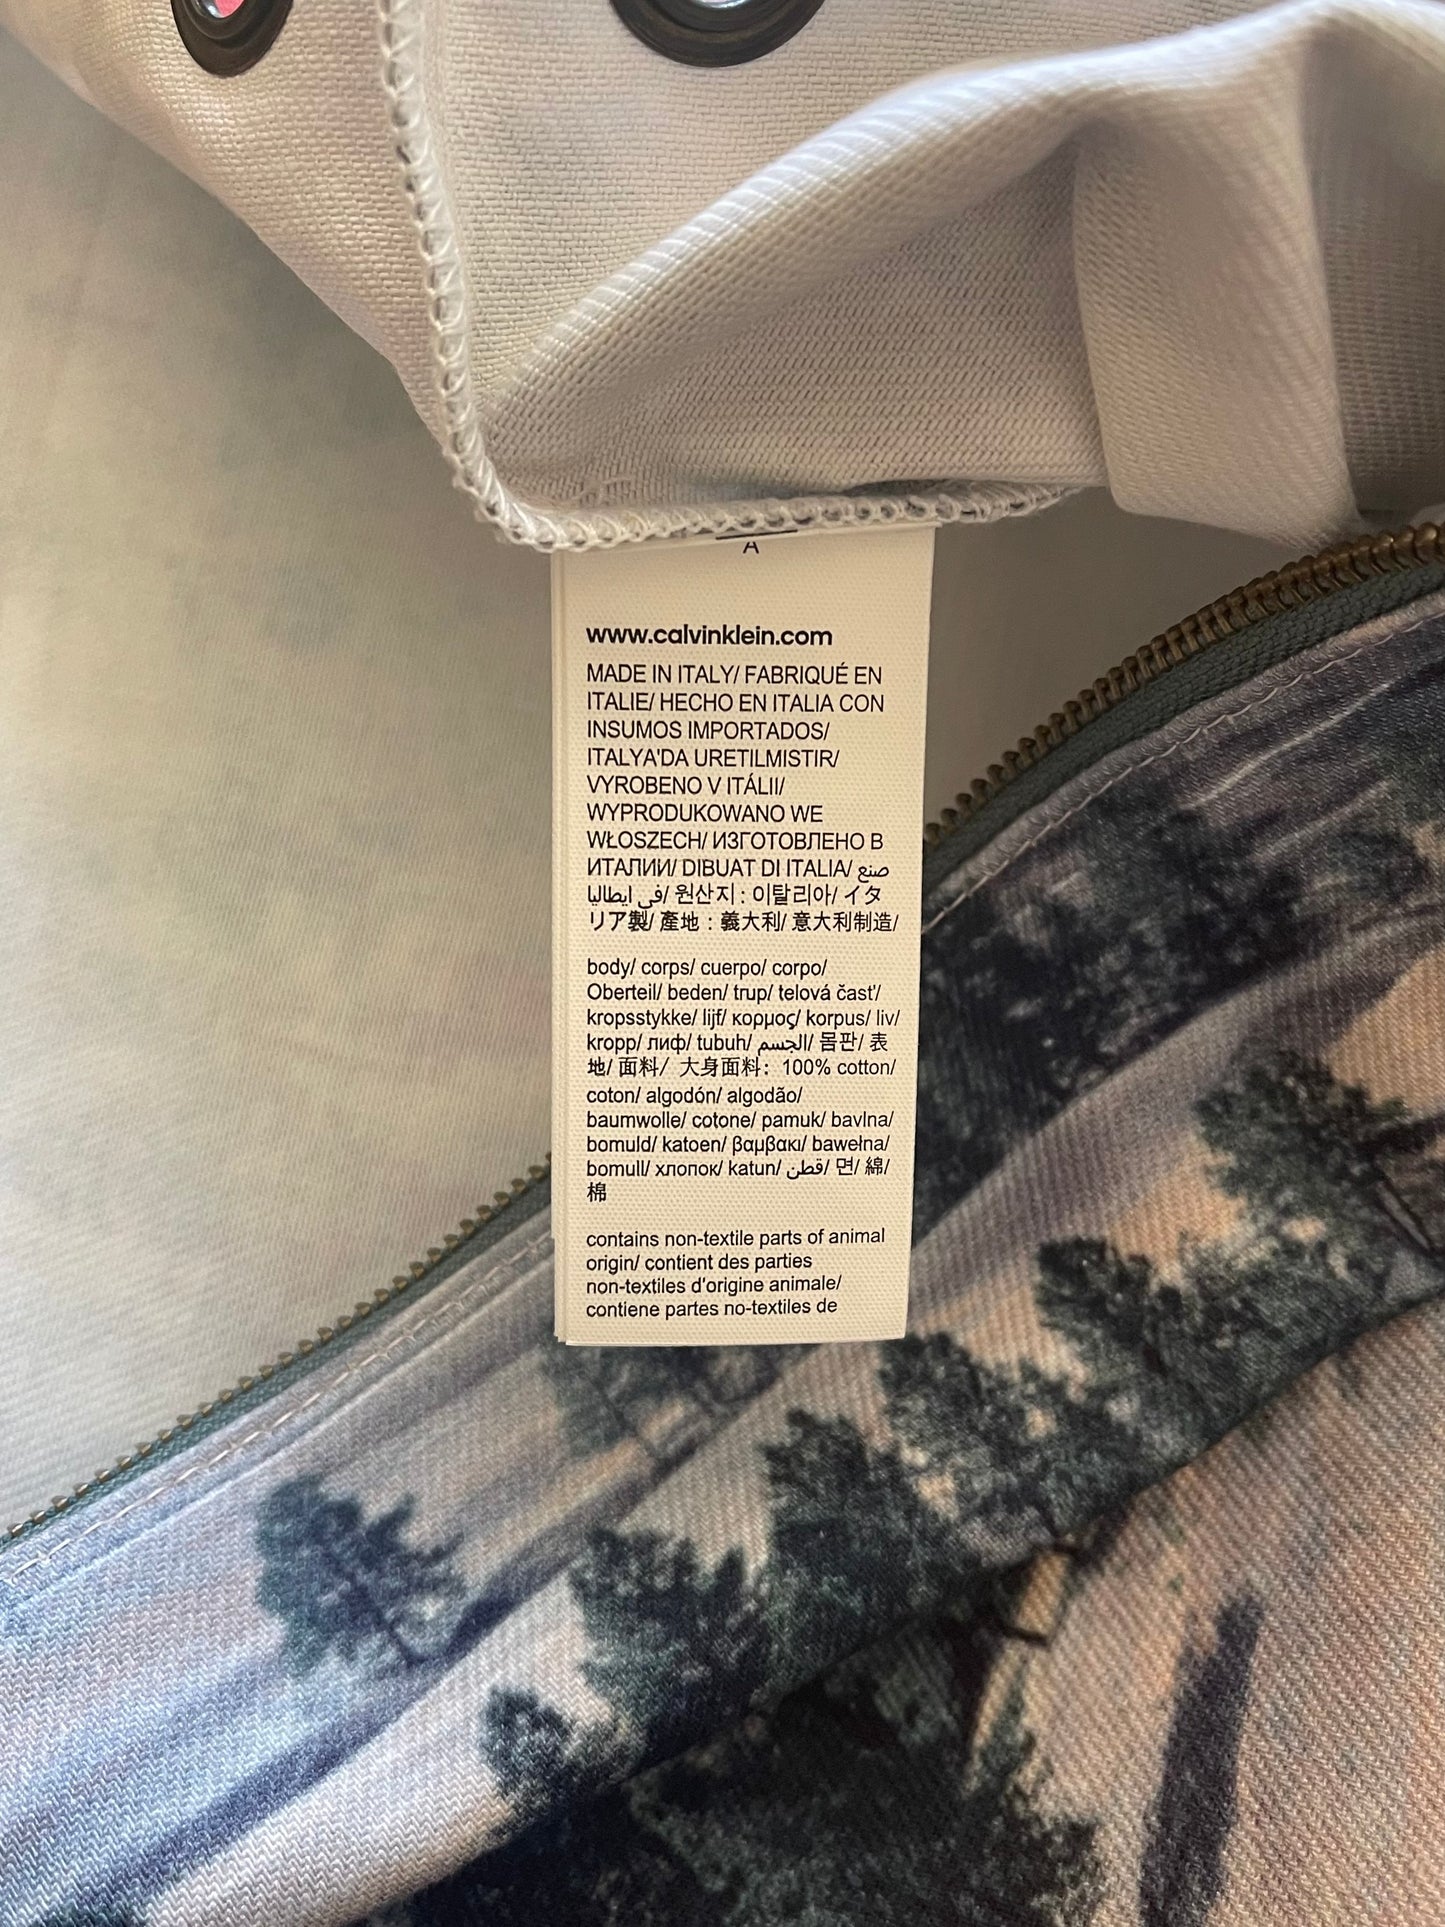 A
www.calvinklein.com
MADE IN ITALY/ FABRIQUÉ EN
ITALIE/ HECHO EN ITALIA CON
INSUMOS IMPORTADOS/
ITALYA'DA URETILMISTIR/
VYROBENO V ITÁLII/
WYPRODUKOWANO WE
WŁOSZECH/ ИЗГОТОВЛЕНО В
ИТАЛИИ/ DIBUAT DI ITALIA/ صنع
في ايطاليا/ 원산지 : 이탈리아/ イタ
リア製/ 產地 : 義大利/ 意大利制造/
body/ corps/ cuerpo/ corpo/
Oberteil/ beden/ trup/ telová časť/
kropsstykke/ lijf/ κορμος/ korpus/ liv/
kropp/ лиф/ tubuh/ الجسم/ 몸판/ 表
地/ 面料/ 大身面料: 100% cotton/
coton/ algodón/ algodão/
baumwolle/ cotone/ pamuk/ bavlna/
bomuld/ katoen/ βαμβακι/ bawełna/
bomull/ хлопок/ katun/ قطن/ 면/ 綿/
棉
contains non-textile parts of animal
origin/ contient des parties
non-textiles d'origine animale/
contiene partes no-textiles de